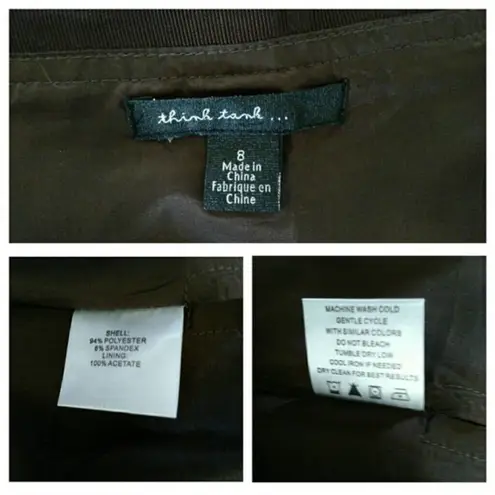 think tank...
8
Made in
China
Fabrique en
Chine
SHELL:
94% POLYESTER
6% SPANDEX
LINING:
100% ACETATE
MACHINE WASH COLD
GENTLE CYCLE
WITH SIMILAR COLORS
DO NOT BLEACH
TUMBLE DRY LOW
COOL IRON IF NEEDED
DRY CLEAN FOR BEST RESULTS